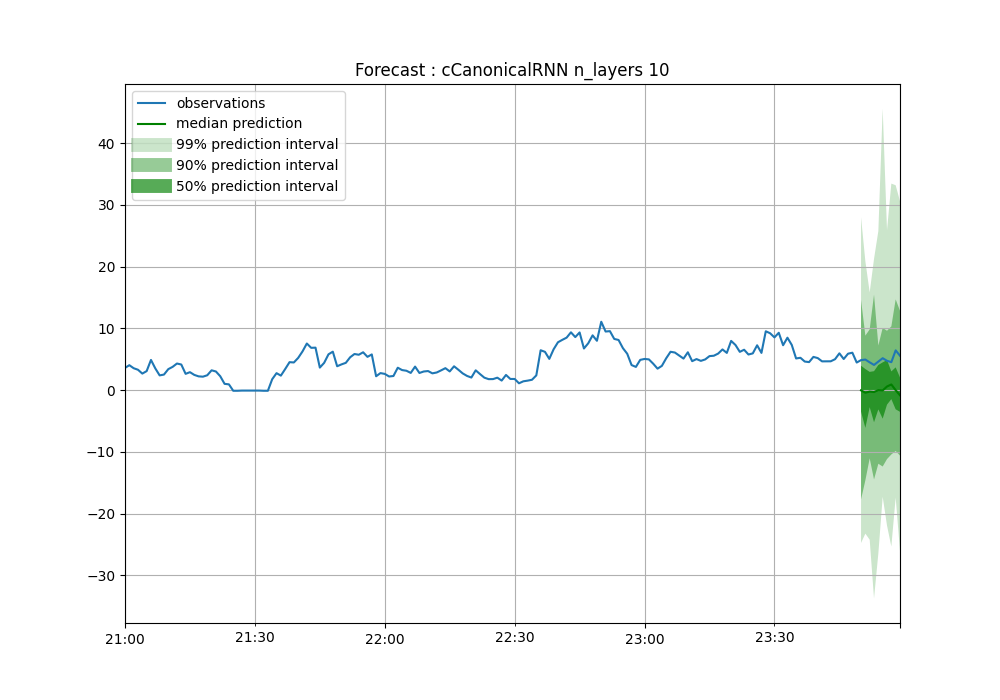 Forecast : cCanonicalRNN n_layers 10
observations
median prediction
99% prediction interval
90% prediction interval
50% prediction interval
40
30
20
10
0
−10
−20
−30
21:00
21:30
22:00
22:30
23:00
23:30